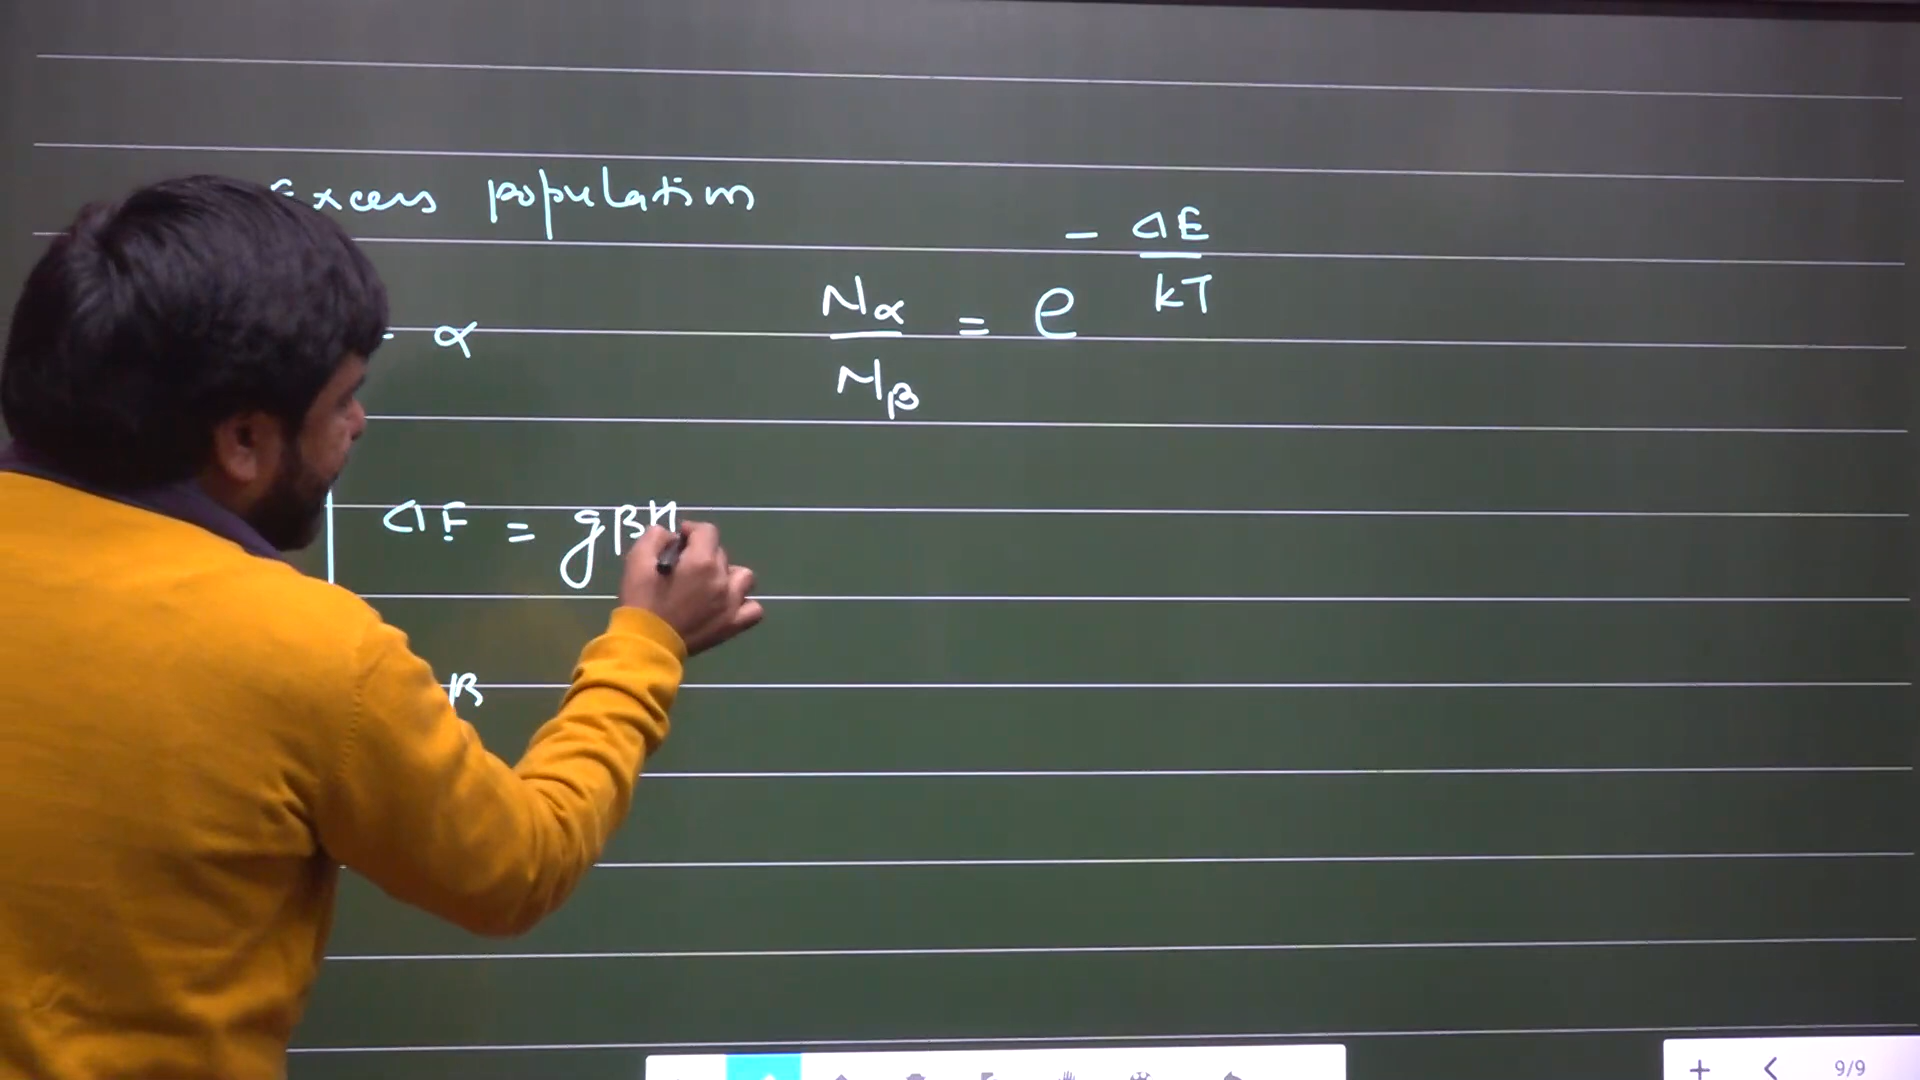 Excess population
- ΔE
kT
Nα = e
Nβ
- α
ΔE = gβH
β
9/9